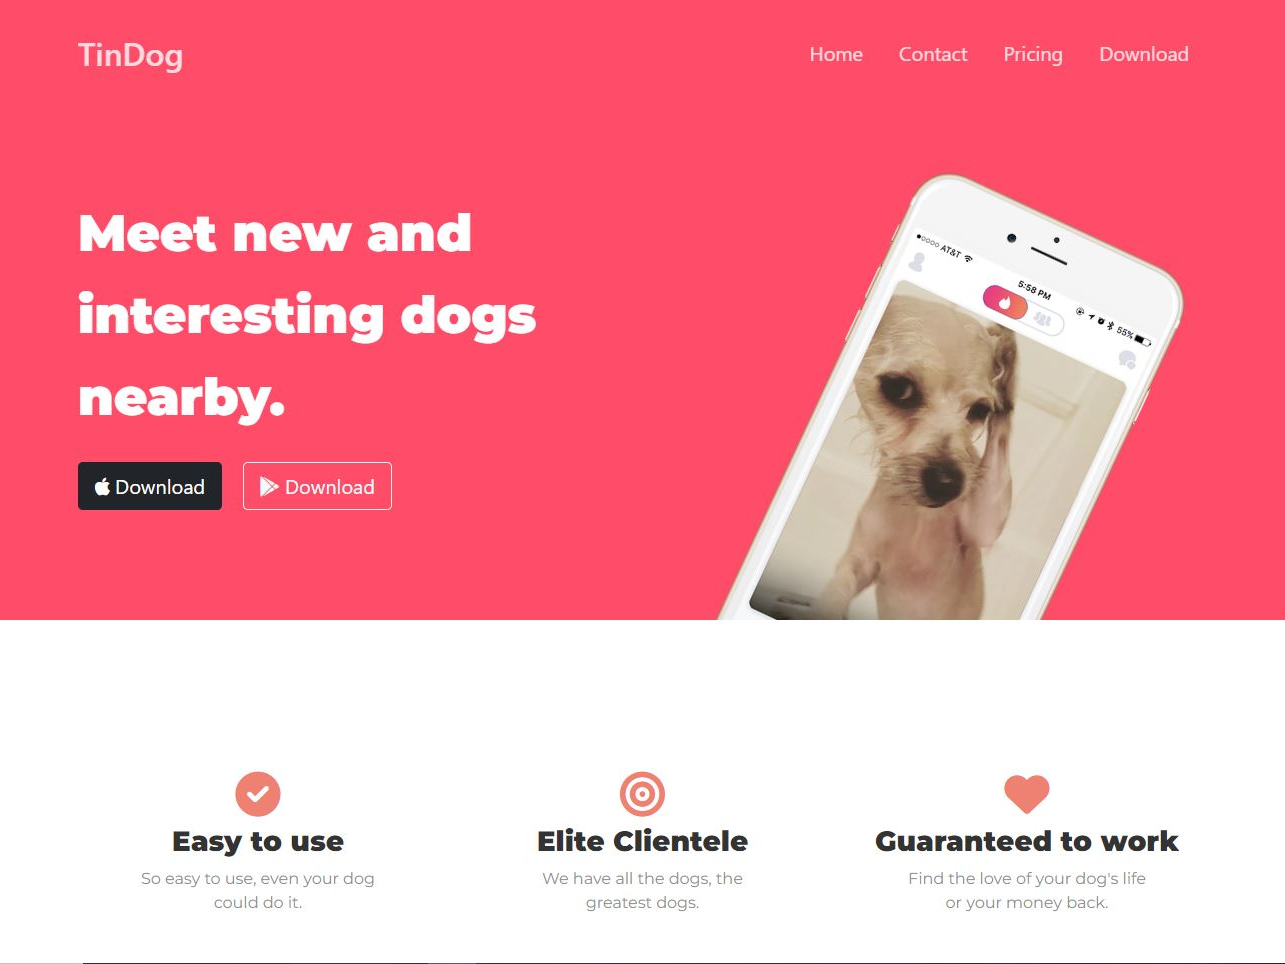 TinDog
Home Contact Pricing Download
Meet new and
interesting dogs
nearby.
Download Download
AT&T
5:58 PM
55%
Easy to use
Elite Clientele
Guaranteed to work
So easy to use, even your dog
could do it.
We have all the dogs, the
greatest dogs.
Find the love of your dog's life
or your money back.